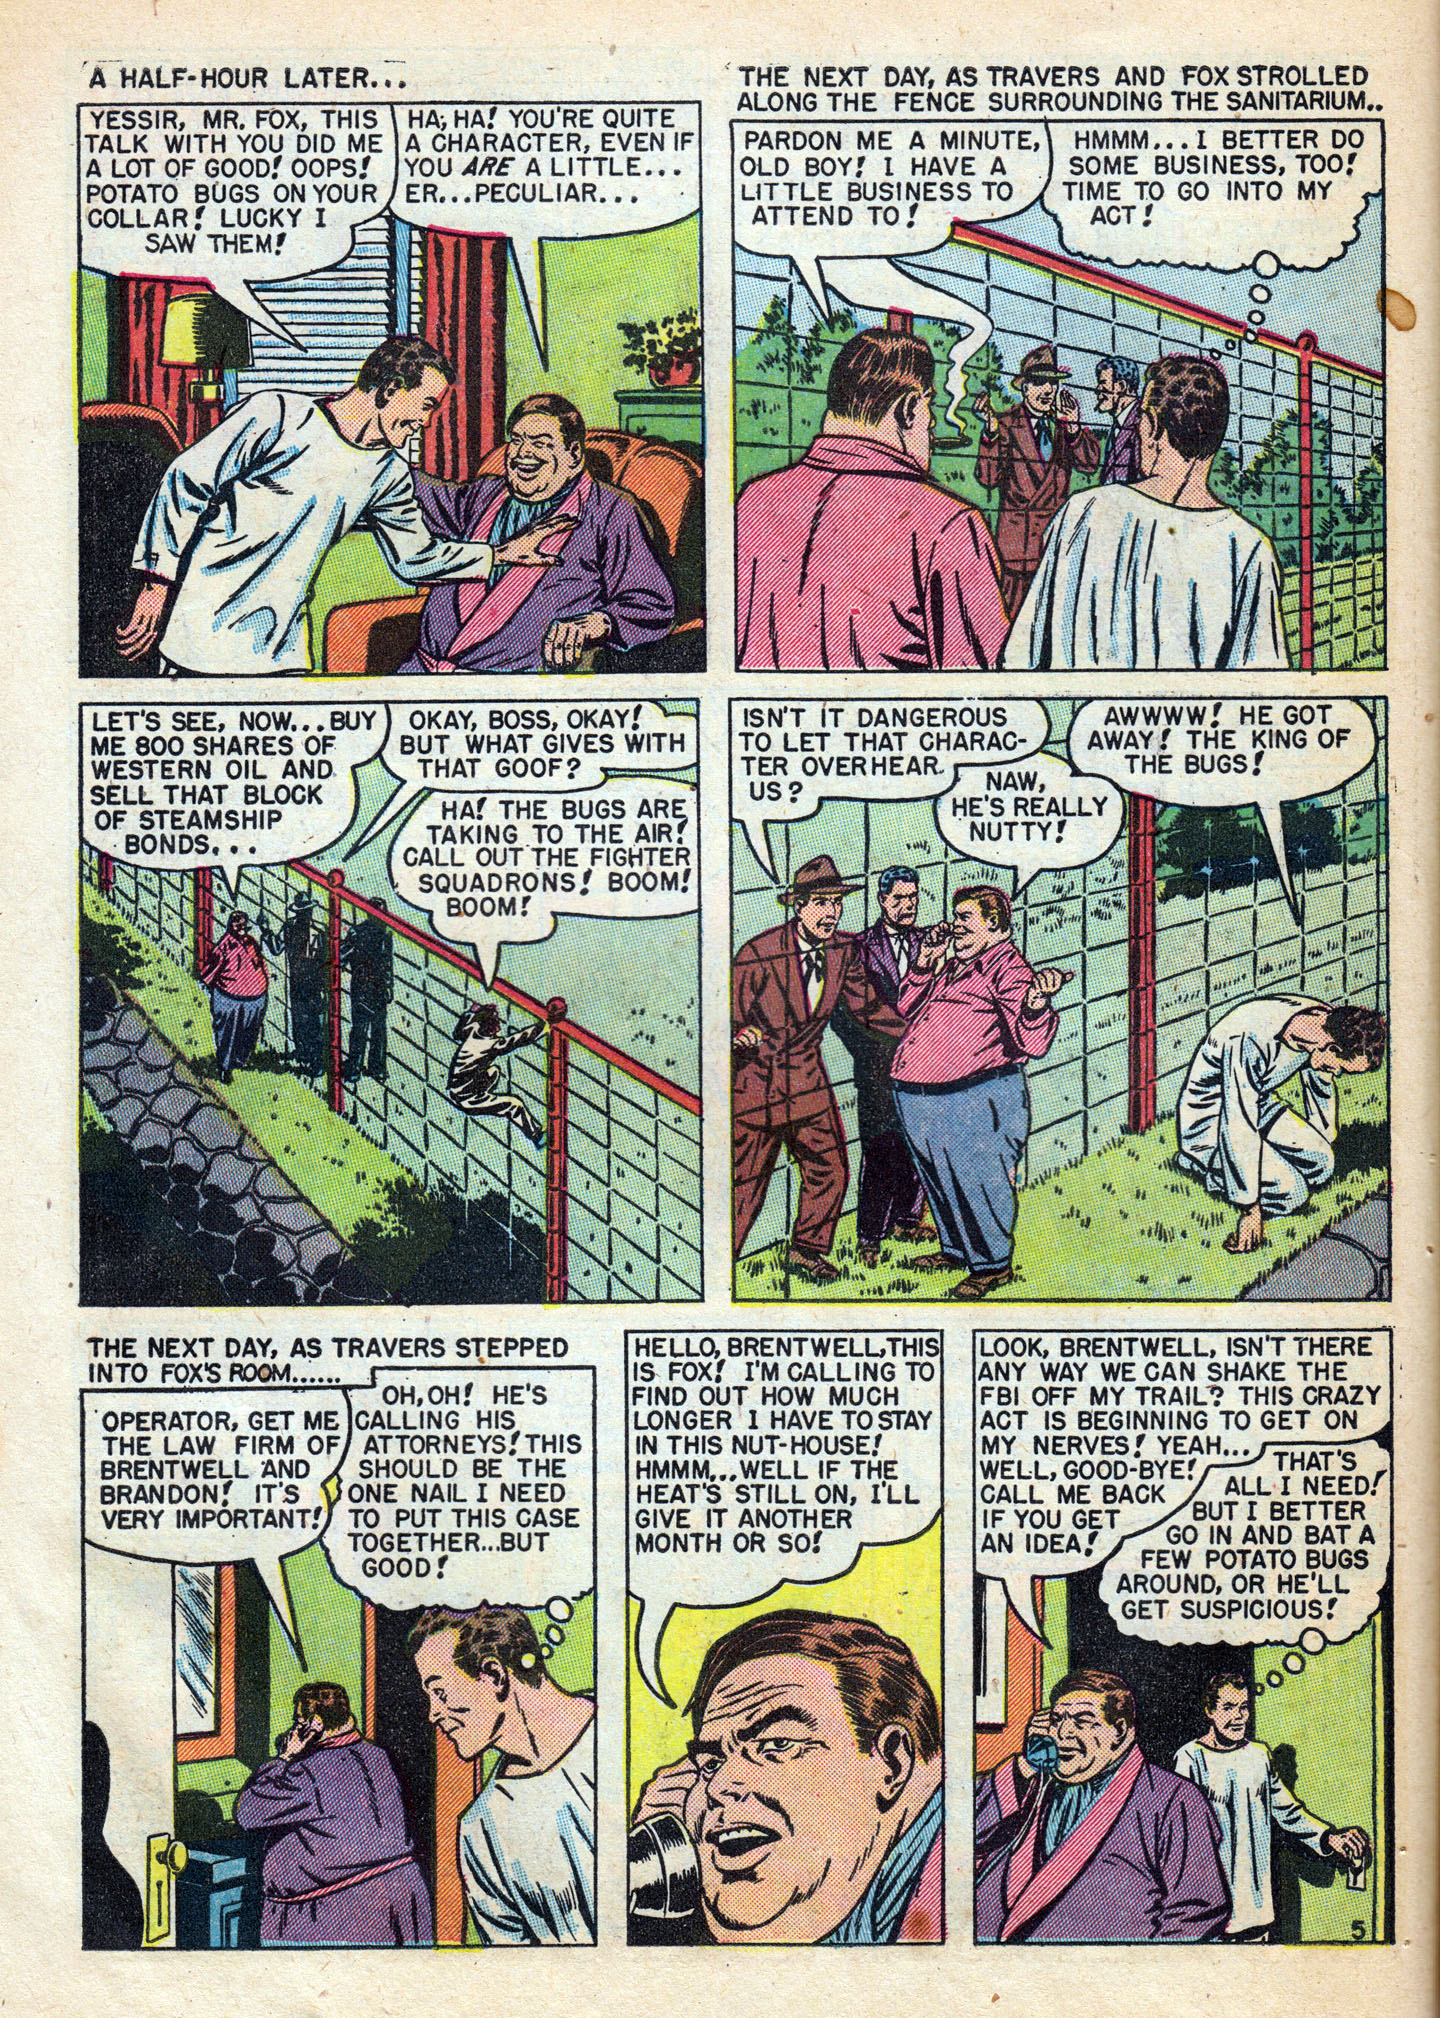 A HALF-HOUR LATER...
YESSIR, MR. FOX, THIS
TALK WITH YOU DID ME
A LOT OF GOOD! OOPS!
POTATO BUGS ON YOUR
COLLAR! LUCKY I
SAW THEM!
HA, HA! YOU'RE QUITE
A CHARACTER, EVEN IF
YOU ARE A LITTLE...
ER...PECULIAR...
THE NEXT DAY, AS TRAVERS AND FOX STROLLED
ALONG THE FENCE SURROUNDING THE SANITARIUM..
PARDON ME A MINUTE,
OLD BOY! I HAVE A
LITTLE BUSINESS TO
ATTEND TO!
HMMM...I BETTER DO
SOME BUSINESS, TOO!
TIME TO GO INTO MY
ACT!
LET'S SEE, NOW...BUY
ME 800 SHARES OF
WESTERN OIL AND
SELL THAT BLOCK
OF STEAMSHIP
BONDS...
OKAY, BOSS, OKAY!
BUT WHAT GIVES WITH
THAT GOOF?
HA! THE BUGS ARE
TAKING TO THE AIR!
CALL OUT THE FIGHTER
SQUADRONS! BOOM!
BOOM!
ISN'T IT DANGEROUS
TO LET THAT CHARAC-
TER OVERHEAR
US?
NAW,
HE'S REALLY
NUTTY!
AWWWW! HE GOT
AWAY! THE KING OF
THE BUGS!
THE NEXT DAY, AS TRAVERS STEPPED
INTO FOX'S ROOM......
OPERATOR, GET ME
THE LAW FIRM OF
BRENTWELL AND
BRANDON! IT'S
VERY IMPORTANT!
OH, OH! HE'S
CALLING HIS
ATTORNEYS! THIS
SHOULD BE THE
ONE NAIL I NEED
TO PUT THIS CASE
TOGETHER...BUT
GOOD!
HELLO, BRENTWELL, THIS
IS FOX! I'M CALLING TO
FIND OUT HOW MUCH
LONGER I HAVE TO STAY
IN THIS NUT-HOUSE!
HMMM...WELL IF THE
HEAT'S STILL ON, I'LL
GIVE IT ANOTHER
MONTH OR SO!
LOOK, BRENTWELL, ISN'T THERE
ANY WAY WE CAN SHAKE THE
FBI OFF MY TRAIL? THIS CRAZY
ACT IS BEGINNING TO GET ON
MY NERVES! YEAH...
WELL, GOOD-BYE!
CALL ME BACK
IF YOU GET
AN IDEA!
THAT'S
ALL I NEED!
BUT I BETTER
GO IN AND BAT A
FEW POTATO BUGS
AROUND, OR HE'LL
GET SUSPICIOUS!
5